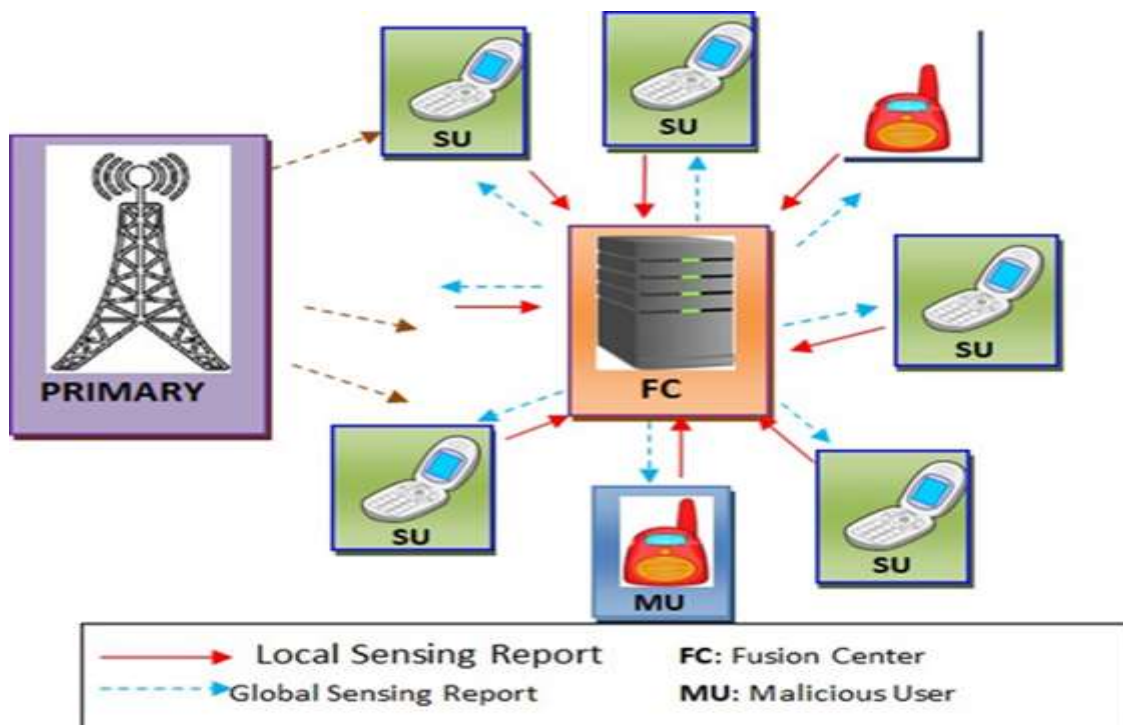 SU
SU
SU
PRIMARY
FC
SU
SU
MU
Local Sensing Report
FC: Fusion Center
Global Sensing Report
MU: Malicious User